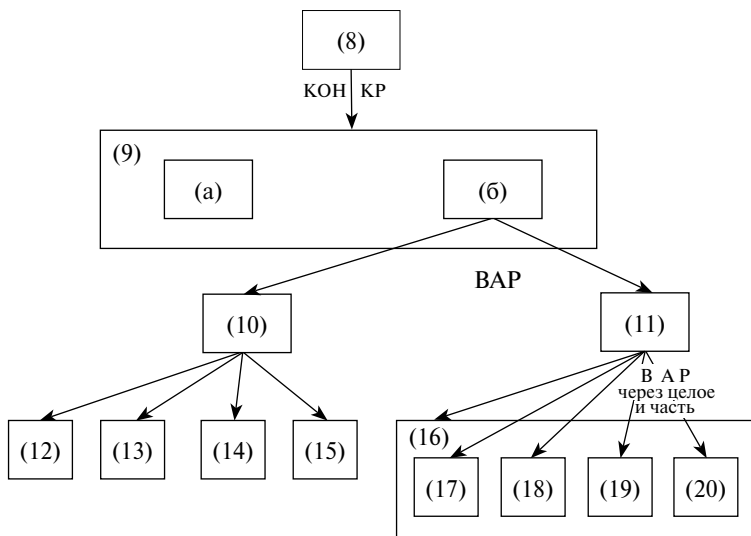 (8)
КОН КР
(9)
(а) (б)
ВАР
(10) (11)
В А Р
через целое
и часть
(12) (13) (14) (15) (16)
(17) (18) (19) (20)